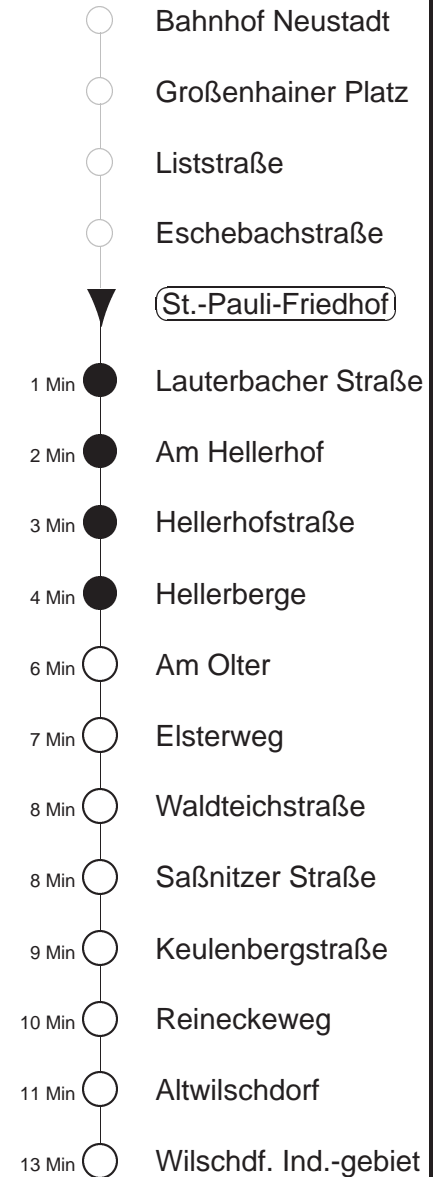 Bahnhof Neustadt
Großenhainer Platz
Liststraße
Eschebachstraße
St.-Pauli-Friedhof
1 Min Lauterbacher Straße
2 Min Am Hellerhof
3 Min Hellerhofstraße
4 Min Hellerberge
6 Min Am Olter
7 Min Elsterweg
8 Min Waldteichstraße
8 Min Saßnitzer Straße
9 Min Keulenbergstraße
10 Min Reineckeweg
11 Min Altwilschdorf
13 Min Wilschdf. Ind.-gebiet